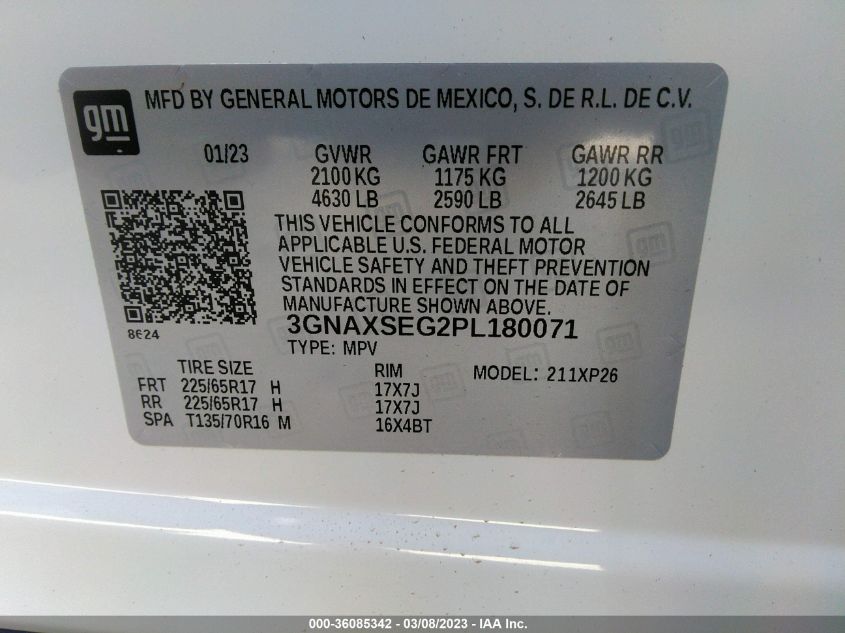 gm
MFD BY GENERAL MOTORS DE MEXICO, S. DE R.L. DE C.V.
01/23 GVWR GAWR FRT GAWR RR
2100 KG 1175 KG 1200 KG
4630 LB 2590 LB 2645 LB
THIS VEHICLE CONFORMS TO ALL
APPLICABLE U.S. FEDERAL MOTOR
VEHICLE SAFETY AND THEFT PREVENTION
STANDARDS IN EFFECT ON THE DATE OF
MANUFACTURE SHOWN ABOVE.
8624
3GNAXSEG2PL180071
TYPE: MPV
TIRE SIZE RIM MODEL: 211XP26
FRT 225/65R17 H 17X7J
RR 225/65R17 H 17X7J
SPA T135/70R16 M 16X4BT
000-36085342 - 03/08/2023 - IAAI.com